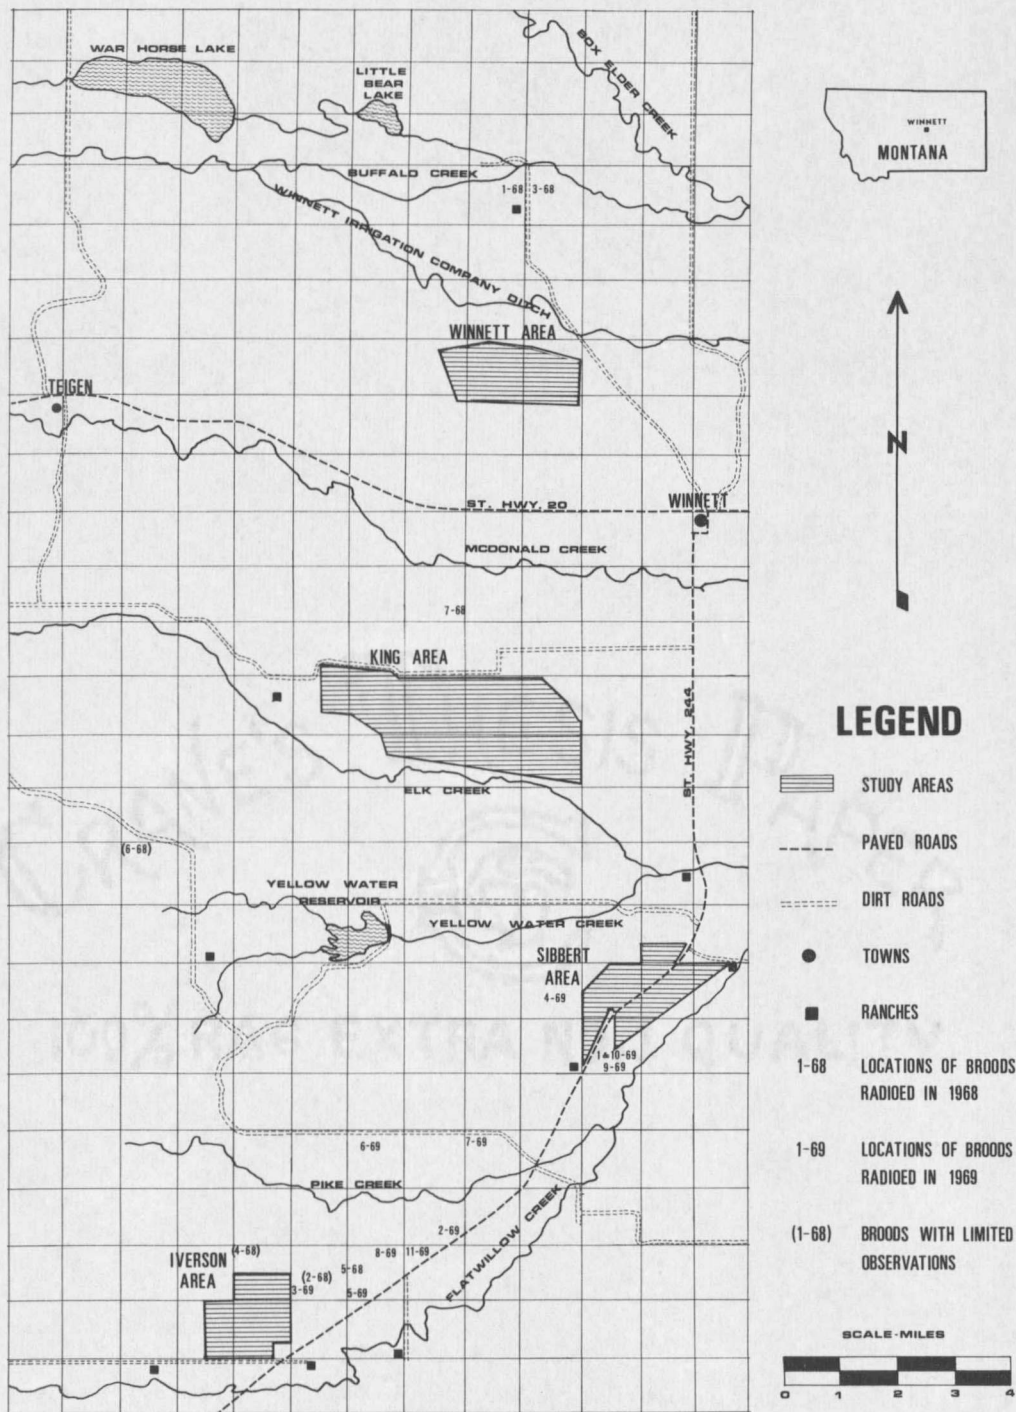 WAR HORSE LAKE
LITTLE
BEAR
LAKE
BOX ELDER CREEK
BUFFALO CREEK
1-68
3-68
WINNETT IRRIGATION COMPANY DITCH
WINNETT AREA
TEIGEN
ST. HWY. 20
WINNETT
MCDONALD CREEK
7-68
KING AREA
ST. HWY. 244
ELK CREEK
(6-68)
YELLOW WATER
RESERVOIR
YELLOW WATER CREEK
SIBBERT
AREA
4-69
1&10-69
9-69
6-69
7-69
PIKE CREEK
2-69
FLATWILLOW CREEK
IVERSON
AREA
(4-68)
8-69
11-69
5-68
(2-68)
3-69
5-69
WINNETT
MONTANA
N
LEGEND
STUDY AREAS
PAVED ROADS
DIRT ROADS
TOWNS
RANCHES
1-68 LOCATIONS OF BROODS
RADIOED IN 1968
1-69 LOCATIONS OF BROODS
RADIOED IN 1969
(1-68) BROODS WITH LIMITED
OBSERVATIONS
SCALE-MILES
0 1 2 3 4
100% RAG EXTRA NO. 1 QUALITY